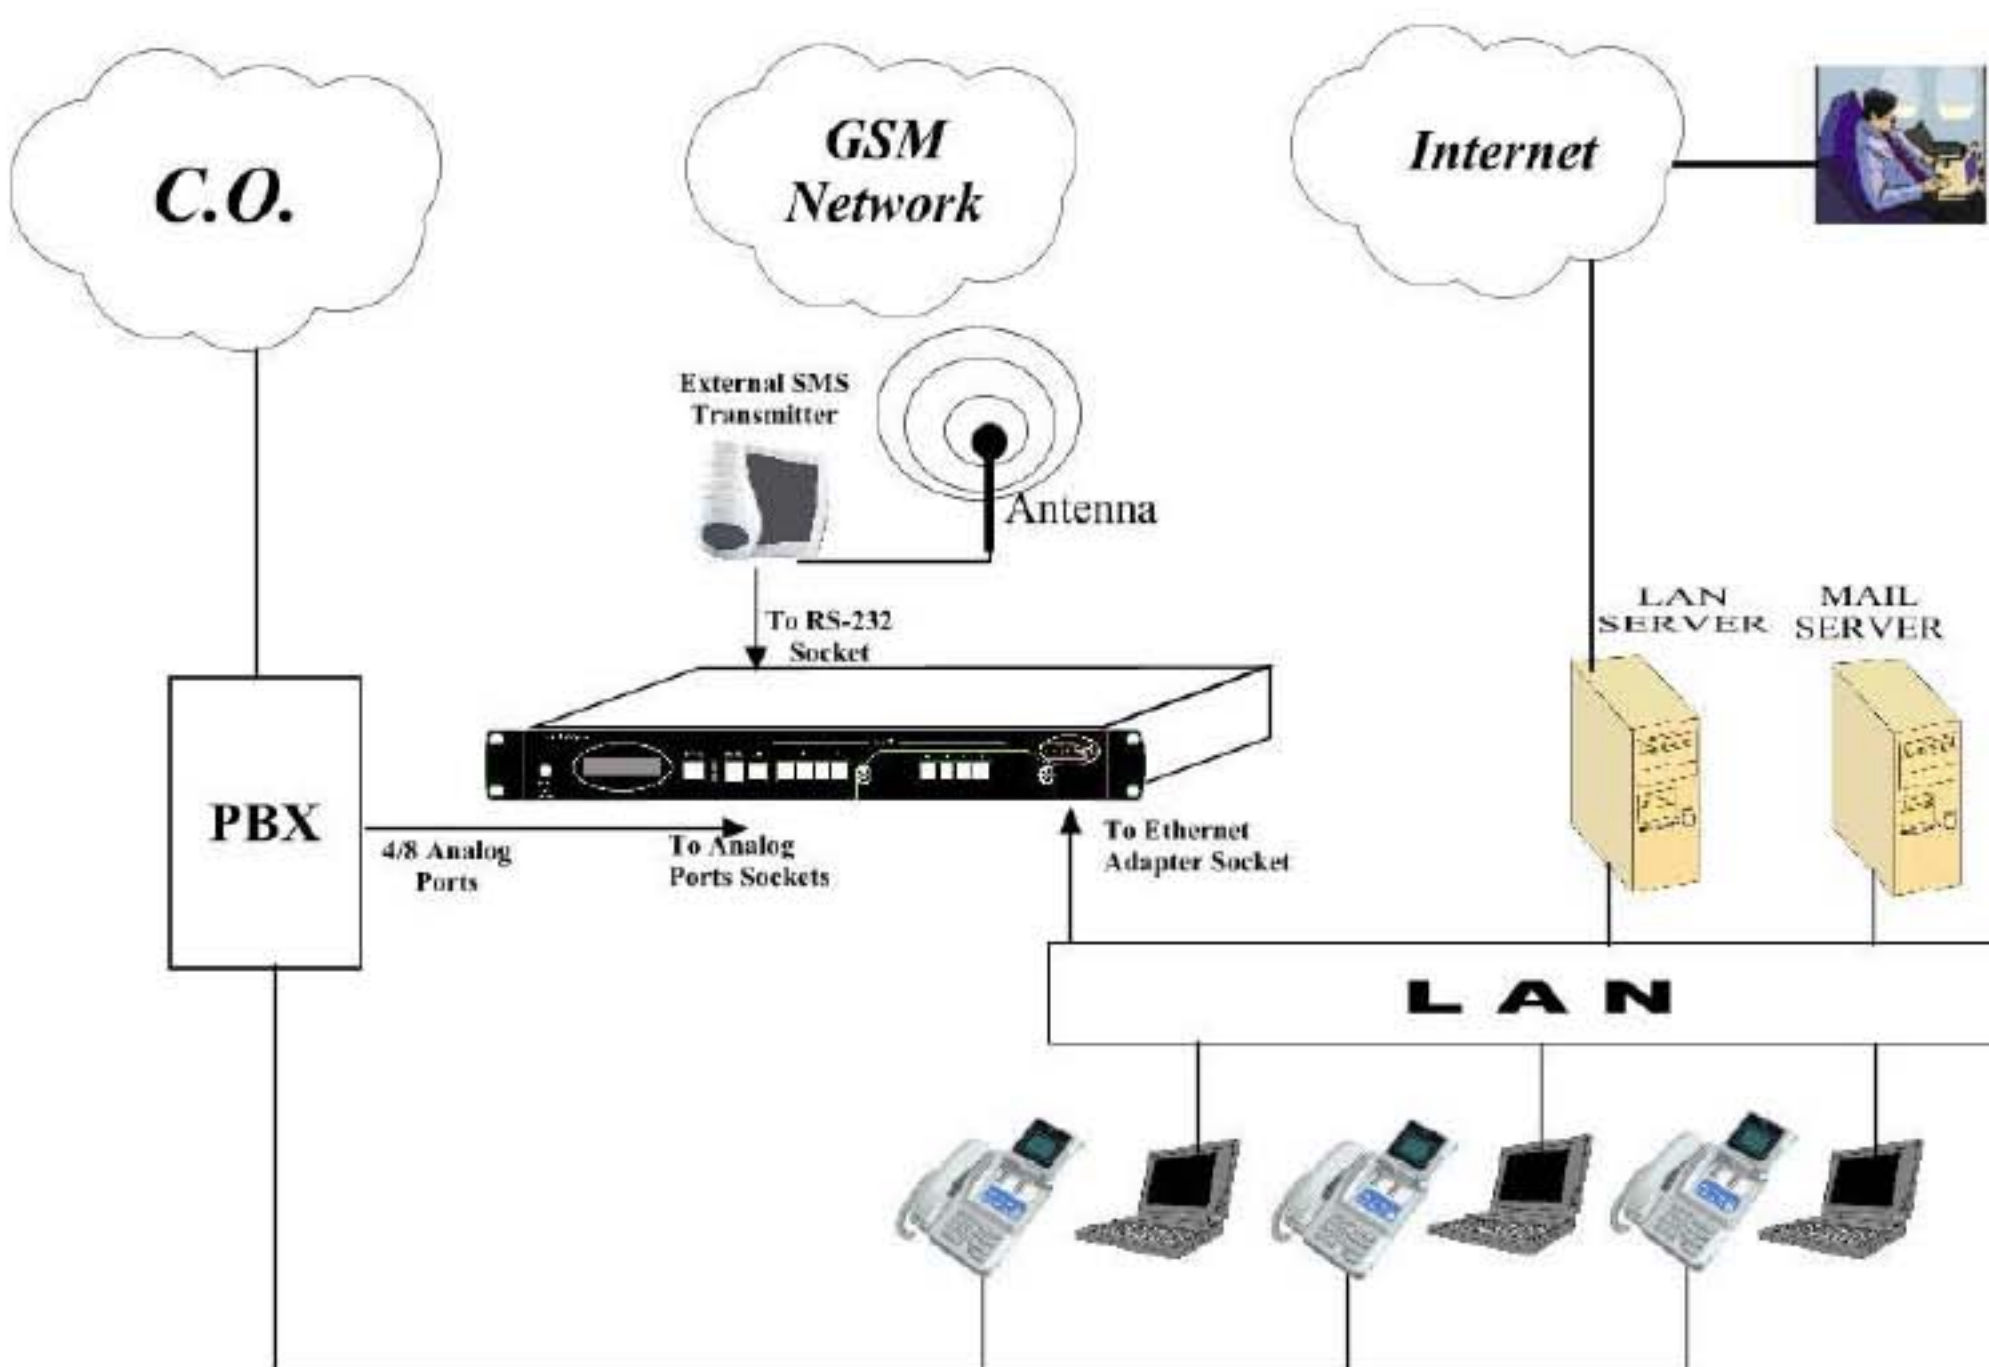 C.O.
GSM
Network
Internet
External SMS
Transmitter
Antenna
To RS-232
Socket
LAN
SERVER
MAIL
SERVER
PBX
4/8 Analog
Ports
To Analog
Ports Sockets
To Ethernet
Adapter Socket
LAN